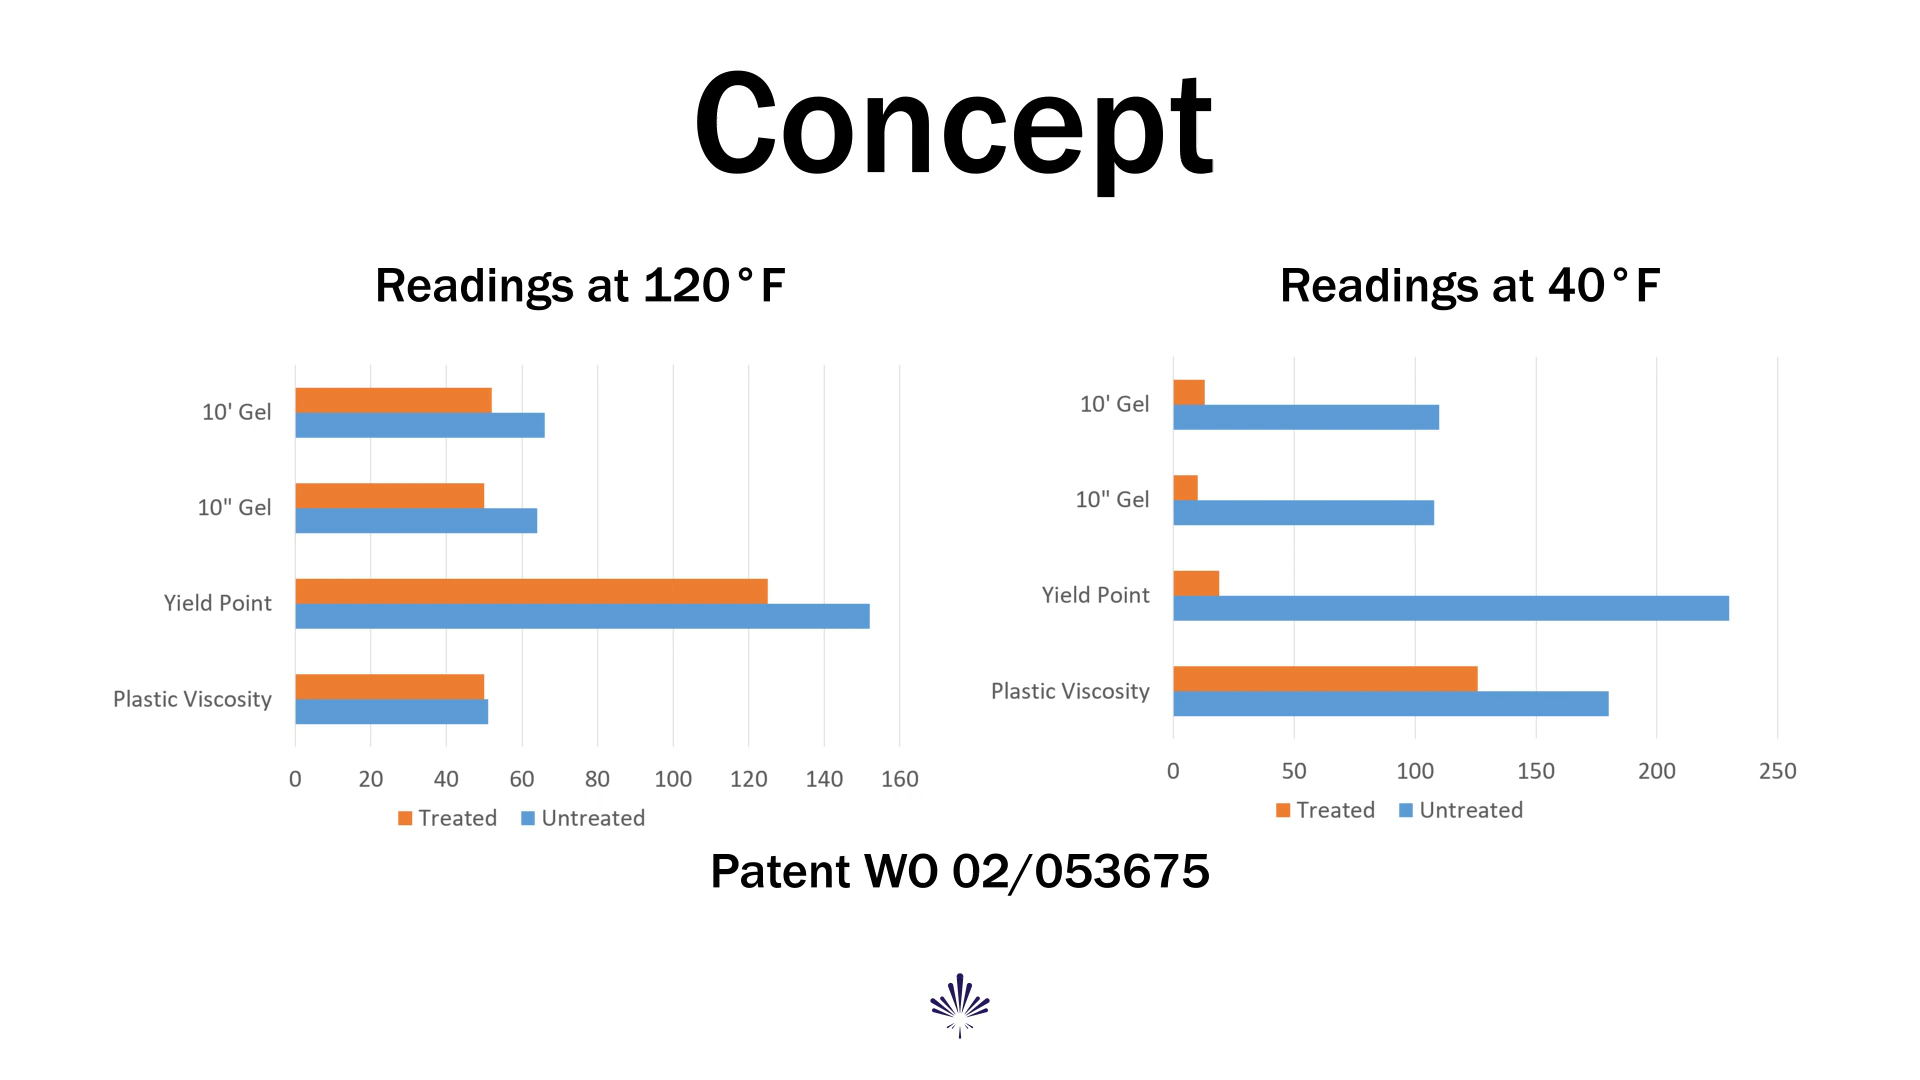 Concept
Readings at 120°F
10' Gel
10" Gel
Yield Point
Plastic Viscosity
0 20 40 60 80 100 120 140 160
Treated Untreated
Readings at 40°F
10' Gel
10" Gel
Yield Point
Plastic Viscosity
0 50 100 150 200 250
Treated Untreated
Patent WO 02/053675